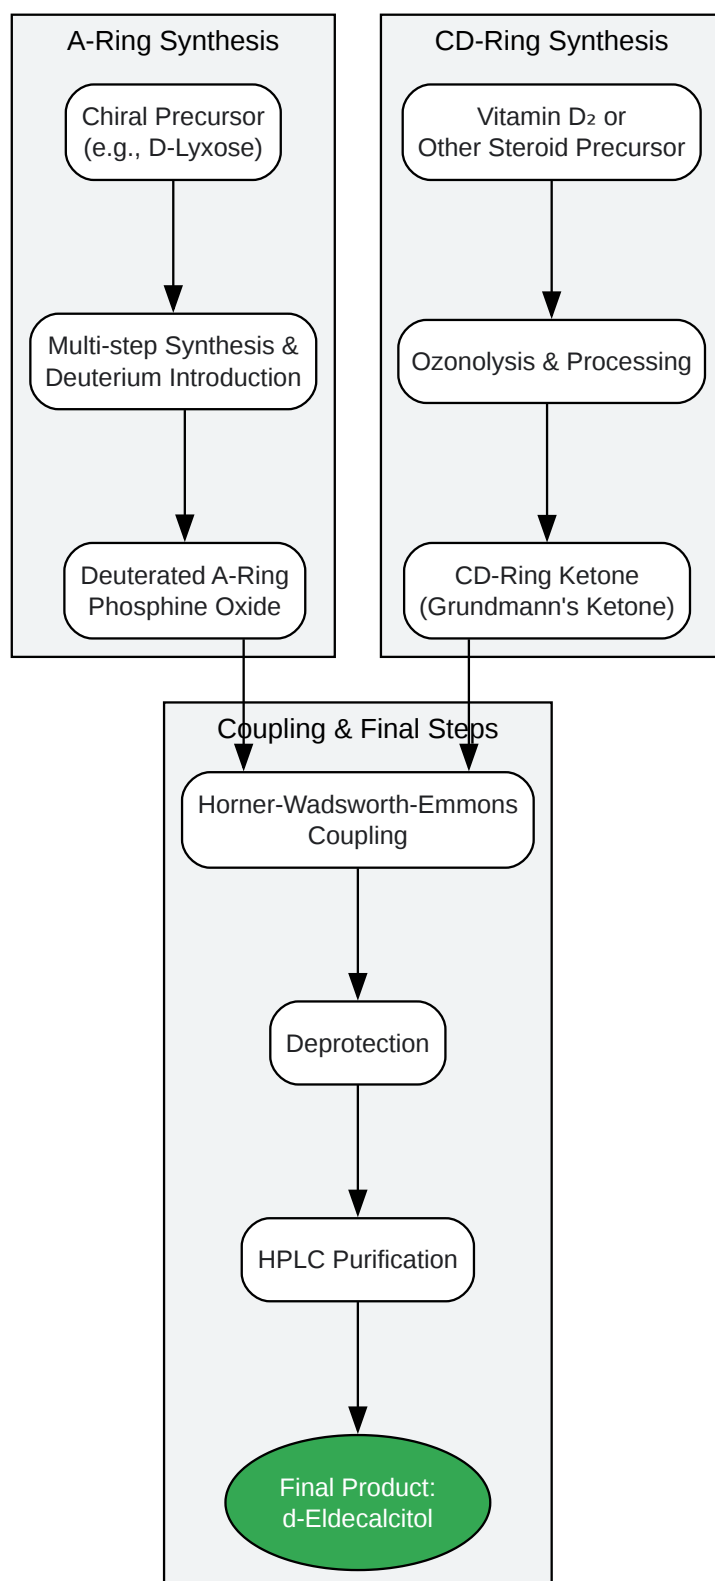 A-Ring Synthesis
Chiral Precursor
(e.g., D-Lyxose)
Multi-step Synthesis &
Deuterium Introduction
Deuterated A-Ring
Phosphine Oxide
CD-Ring Synthesis
Vitamin D₂ or
Other Steroid Precursor
Ozonolysis & Processing
CD-Ring Ketone
(Grundmann's Ketone)
Coupling & Final Steps
Horner-Wadsworth-Emmons
Coupling
Deprotection
HPLC Purification
Final Product:
d-Eldecalcitol